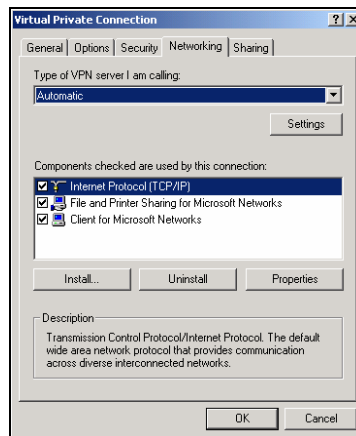 Virtual Private Connection
General Options Security Networking Sharing
Type of VPN server I am calling:
Automatic
Settings
Components checked are used by this connection:
Internet Protocol (TCP/IP)
File and Printer Sharing for Microsoft Networks
Client for Microsoft Networks
Install... Uninstall Properties
Description
Transmission Control Protocol/Internet Protocol. The default
wide area network protocol that provides communication
across diverse interconnected networks.
OK Cancel